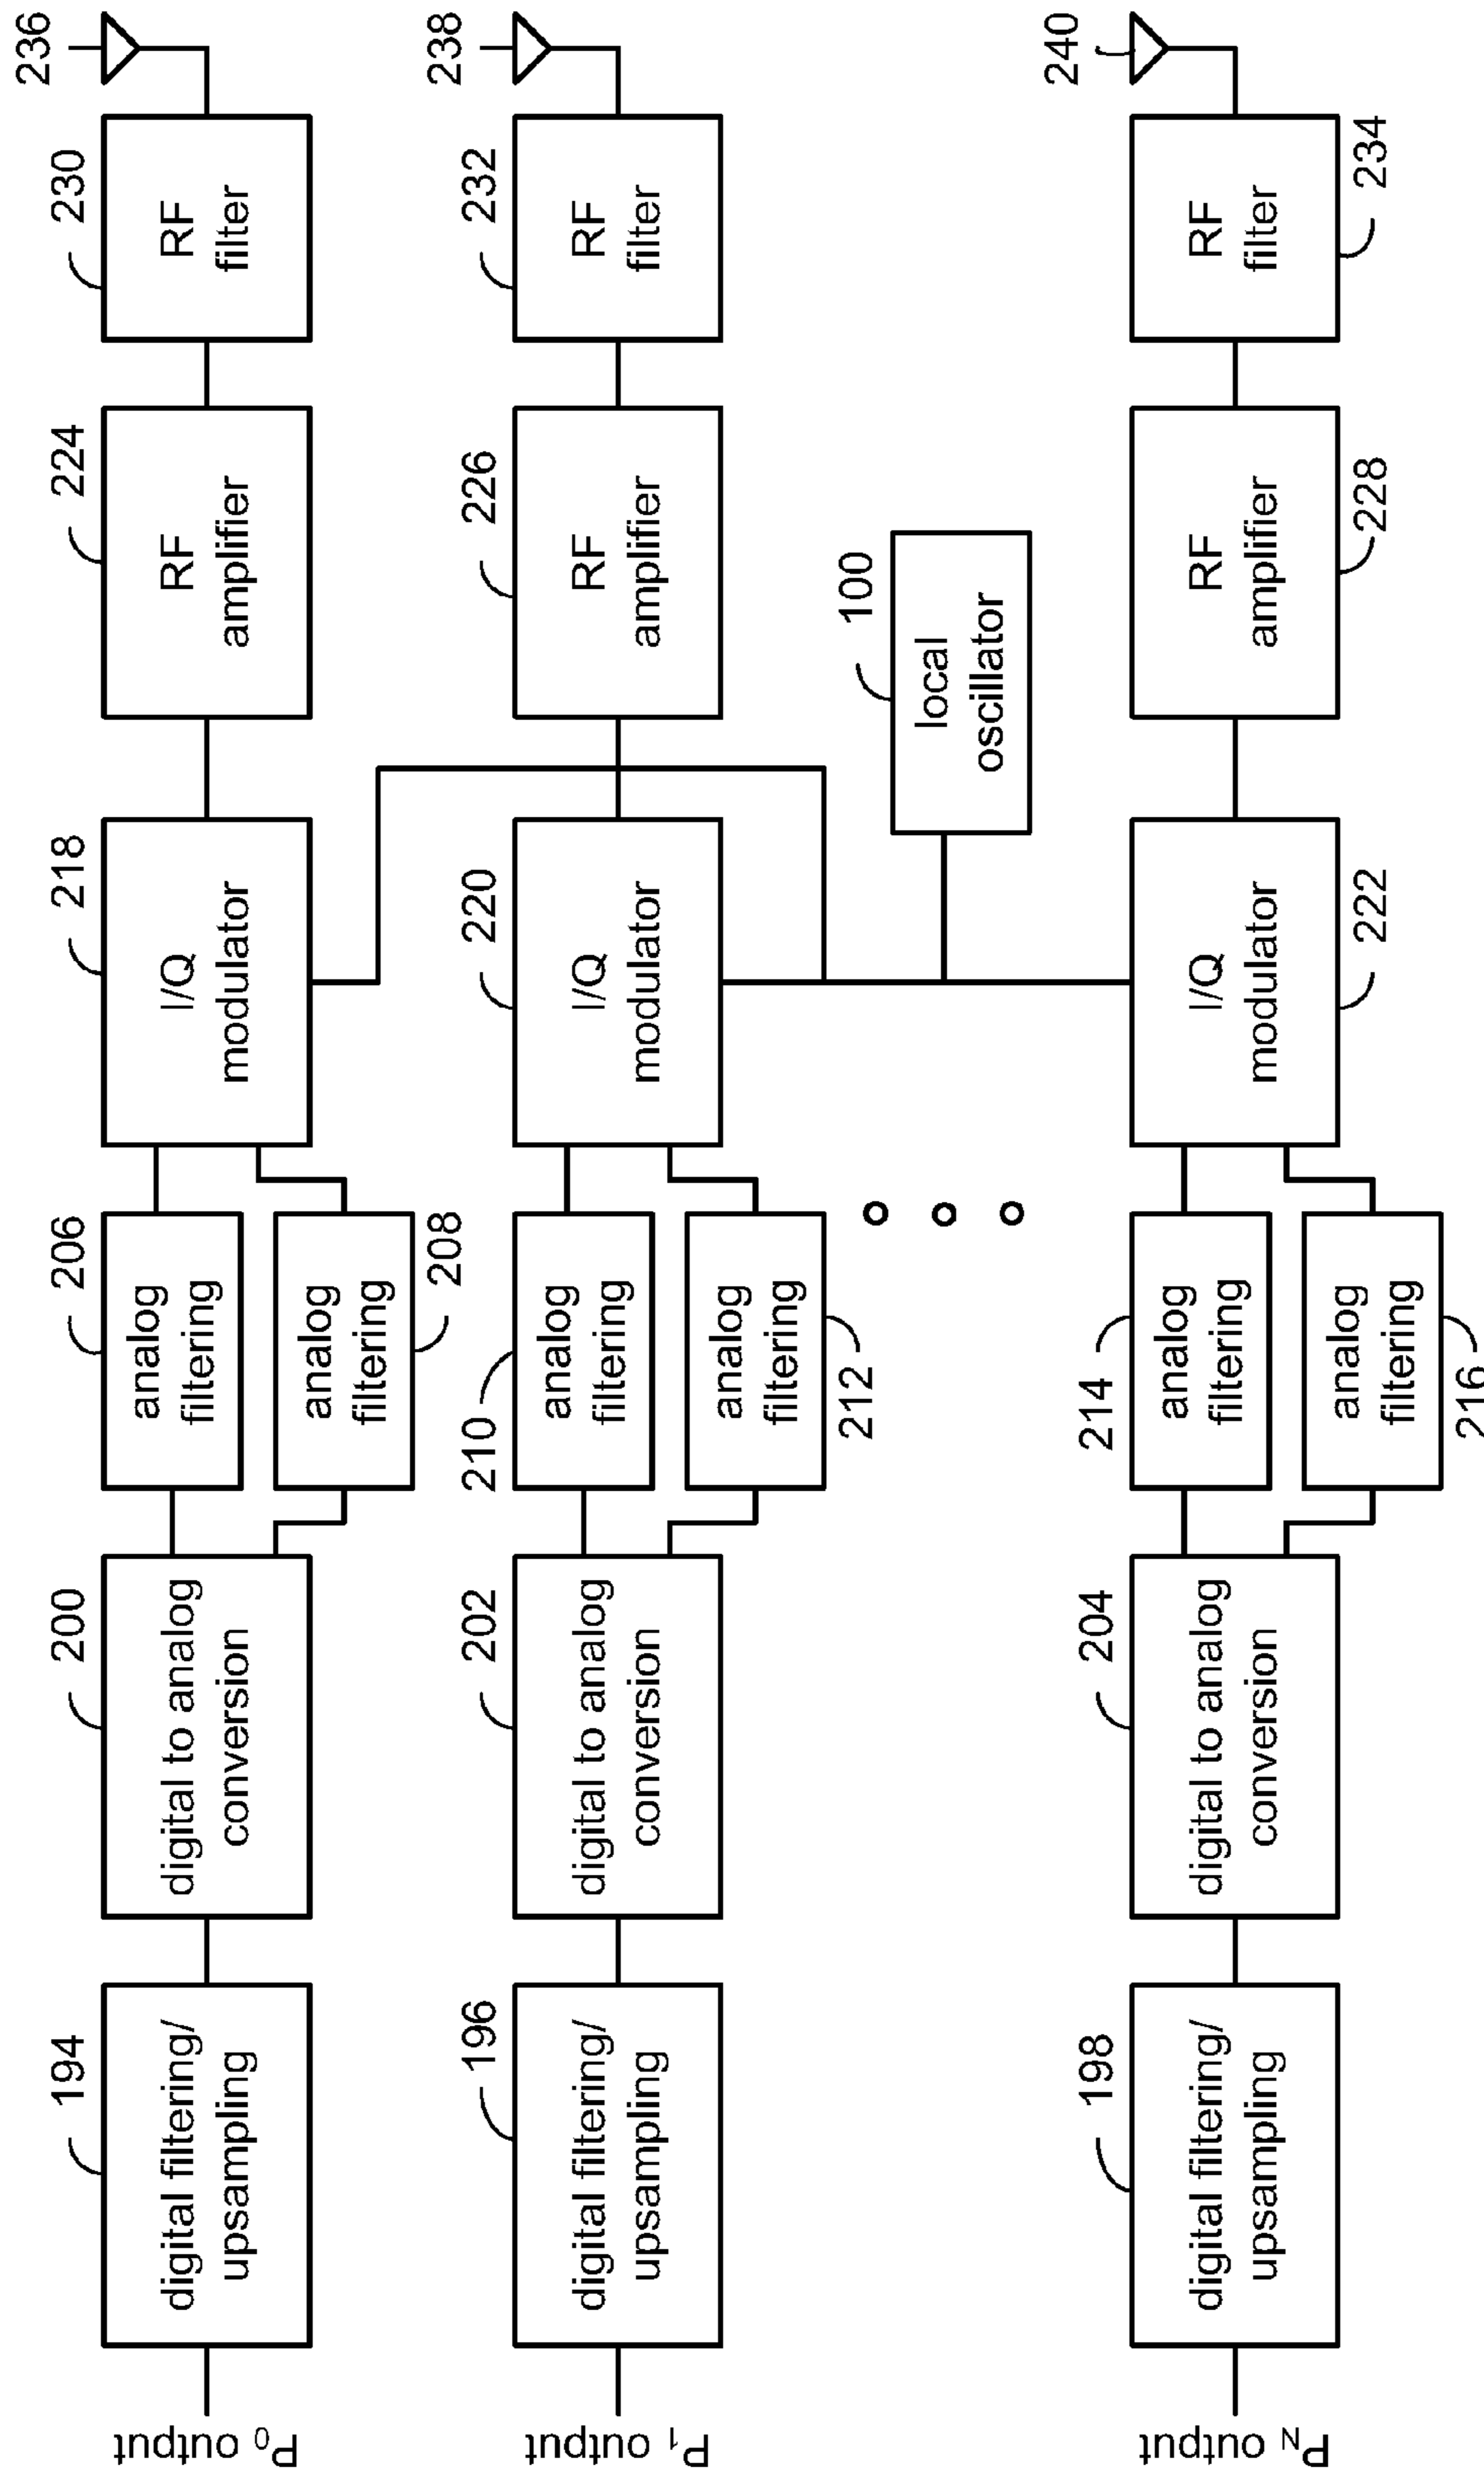 P0 output
194
digital filtering/
upsampling
200
digital to analog
conversion
206
analog
filtering
analog
filtering
208
218
I/Q
modulator
224
RF
amplifier
230
RF
filter
236
P1 output
196
digital filtering/
upsampling
202
digital to analog
conversion
210
analog
filtering
analog
filtering
212
220
I/Q
modulator
226
RF
amplifier
232
RF
filter
238
100
local
oscillator
PN output
198
digital filtering/
upsampling
204
digital to analog
conversion
214
analog
filtering
analog
filtering
216
I/Q
modulator
222
RF
amplifier
228
RF
filter
234
240